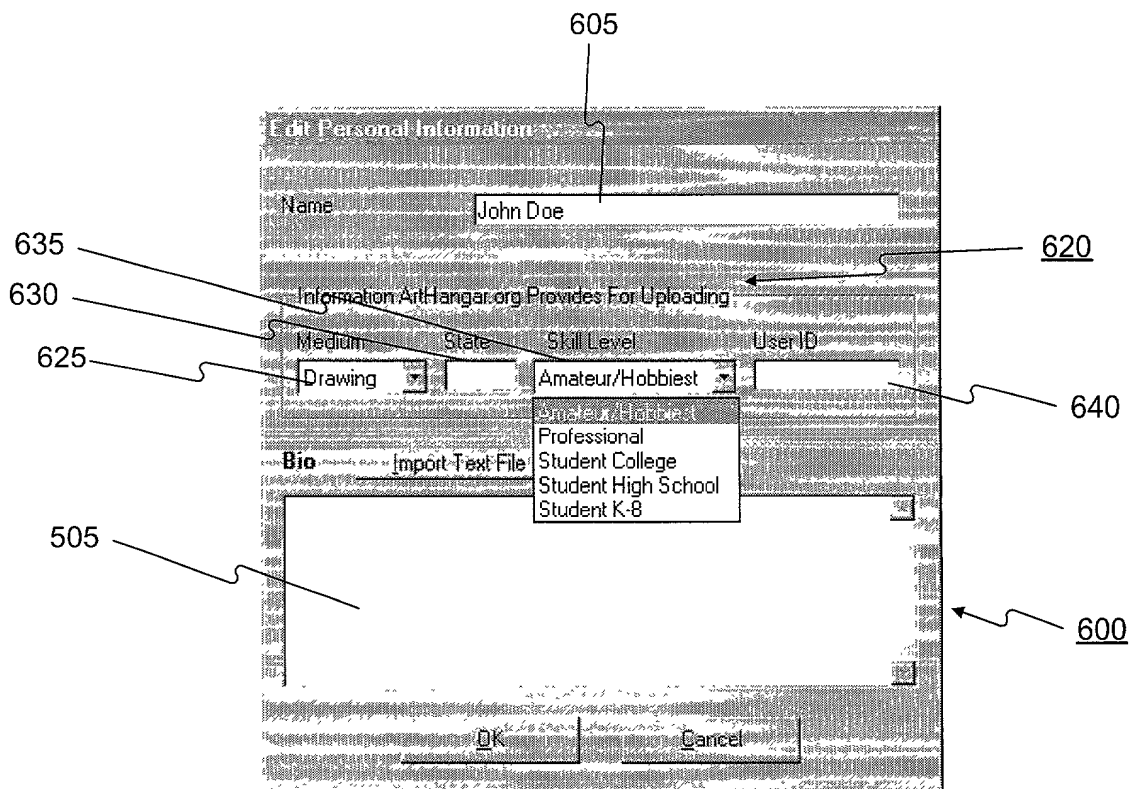 605
Edit Personal Information
Name
John Doe
635
620
Information ArtHangar.org Provides For Uploading
630
Medium State Skill Level User ID
625
Drawing Amateur/Hobbiest
640
Amateur/Hobbiest
Professional
Bio Import Text File
Student College
Student High School
Student K-8
505
600
OK Cancel